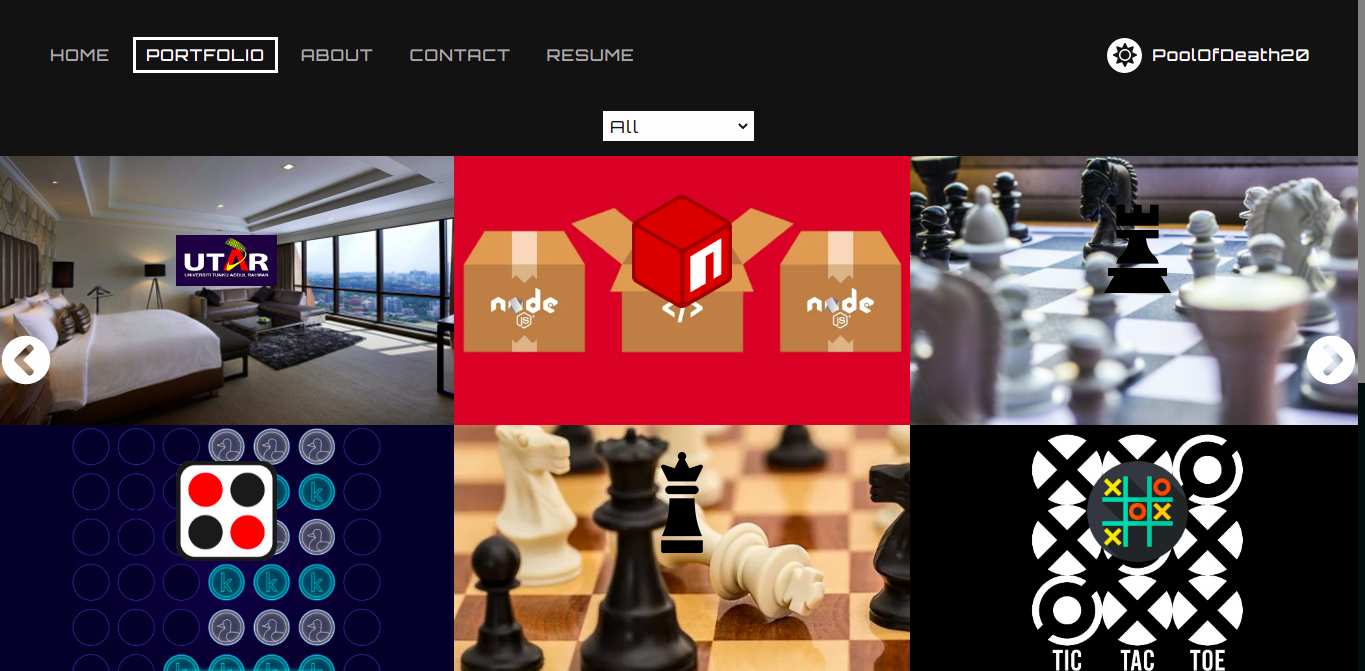 HOME PORTFOLIO ABOUT CONTACT RESUME PoolOfDeath20
All
UTAR
UNIVERSITI TUNKU ABDUL RAHMAN
node
JS
</>
n
node
JS
k
k
k k k
k k k k
TIC TAC TOE